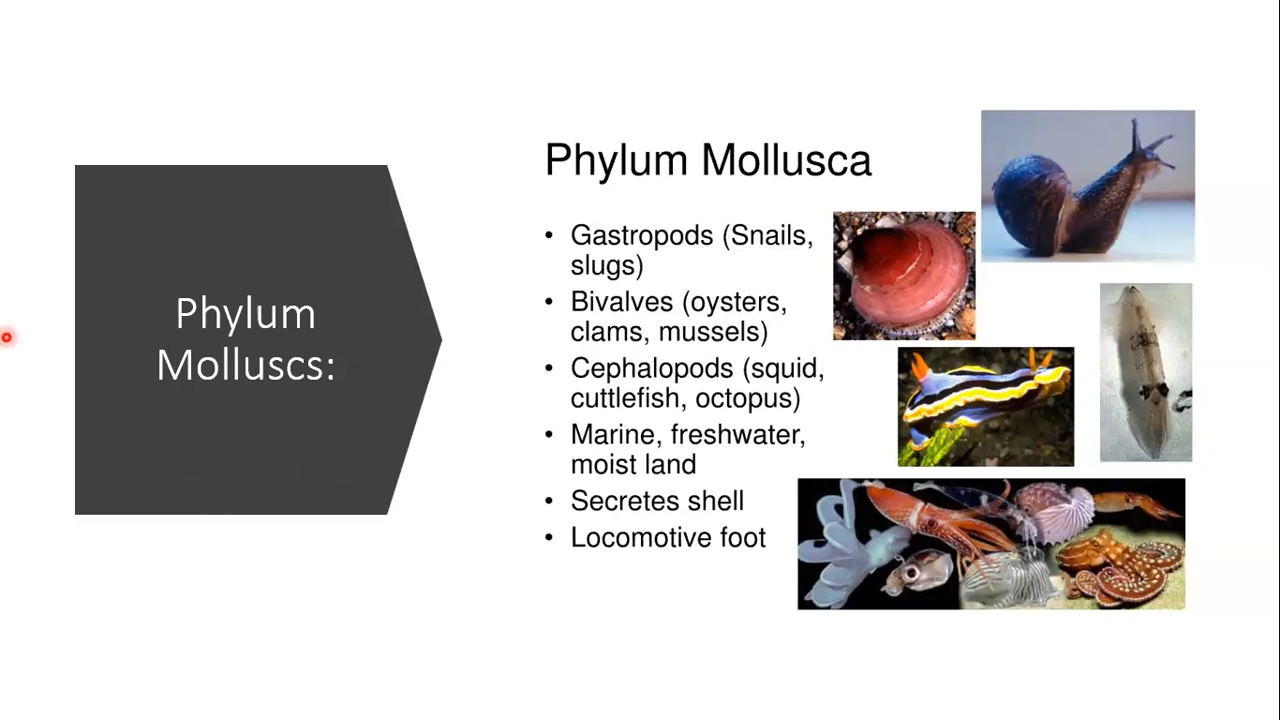 Phylum
Molluscs:
Phylum Mollusca
• Gastropods (Snails,
slugs)
• Bivalves (oysters,
clams, mussels)
• Cephalopods (squid,
cuttlefish, octopus)
• Marine, freshwater,
moist land
• Secretes shell
• Locomotive foot